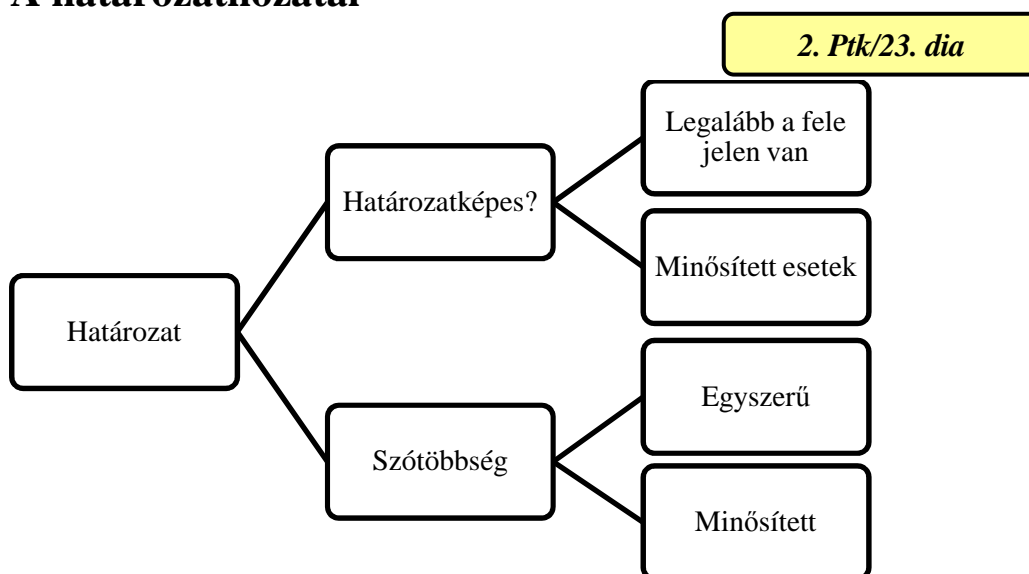 A határozathozatal
2. Ptk/23. dia
Legalább a fele
jelen van
Határozatképes?
Minősített esetek
Határozat
Egyszerű
Szótöbbség
Minősített